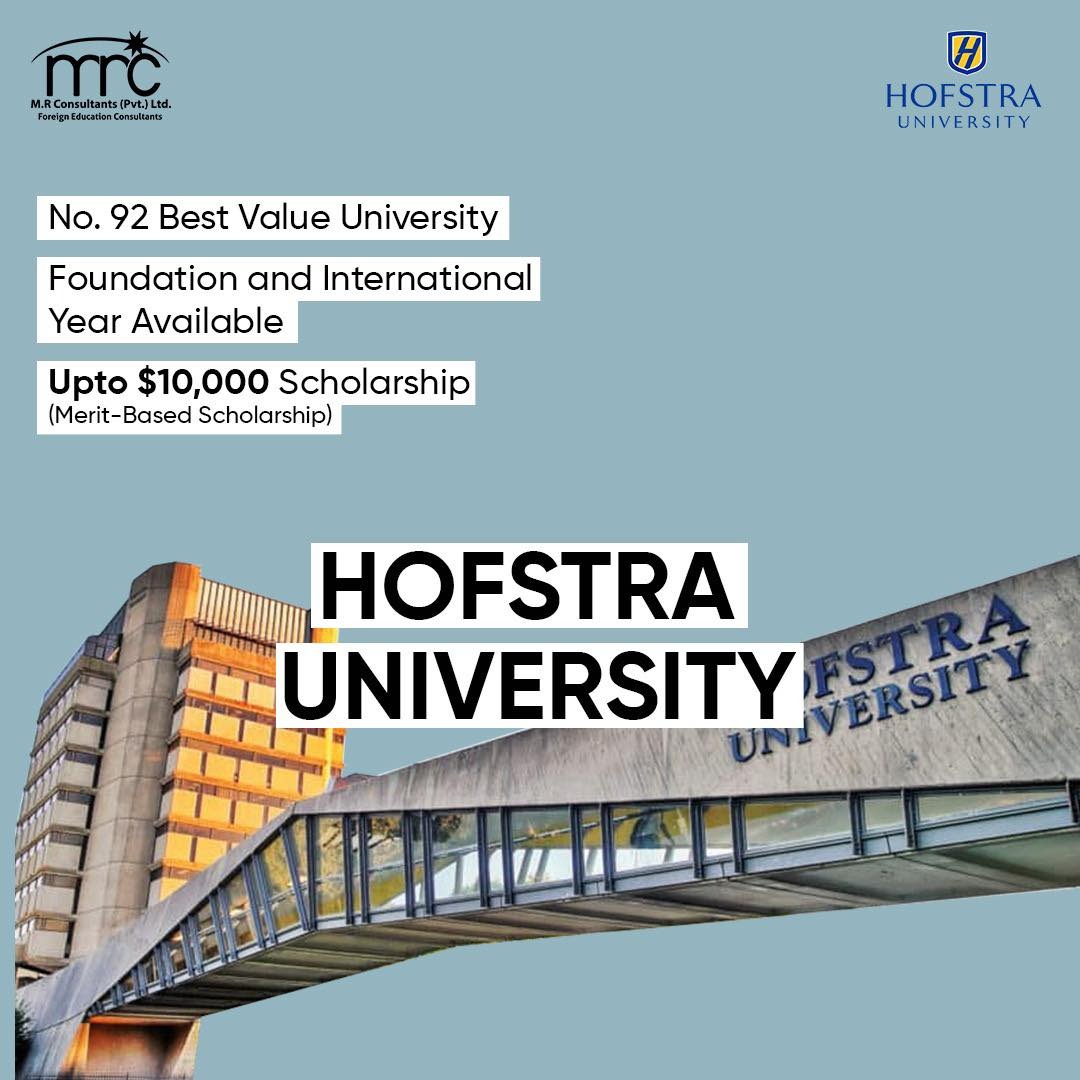 mrc
M.R Consultants (Pvt.) Ltd.
Foreign Education Consultants
H
HOFSTRA
UNIVERSITY
No. 92 Best Value University
Foundation and International
Year Available
Upto $10,000 Scholarship
(Merit-Based Scholarship)
HOFSTRA
UNIVERSITY
OFSTRA
UNIVERSITY